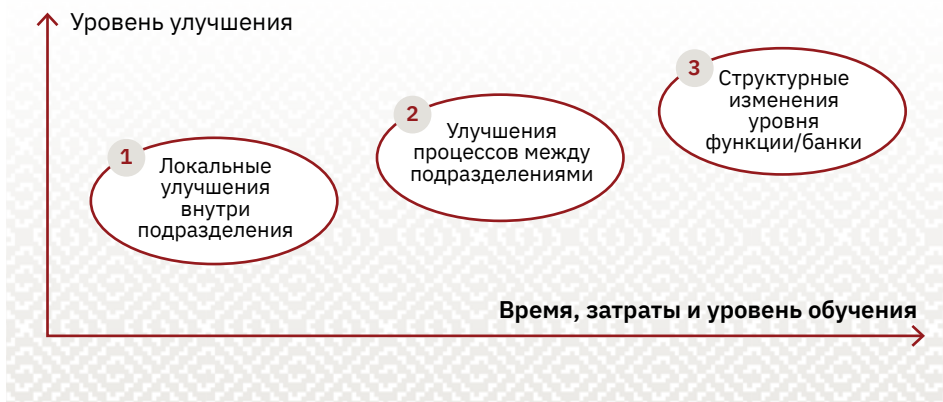 Уровень улучшения
1
Локальные
улучшения
внутри
подразделения
2
Улучшения
процессов между
подразделениями
3
Структурные
изменения
уровня
функции/банки
Время, затраты и уровень обучения